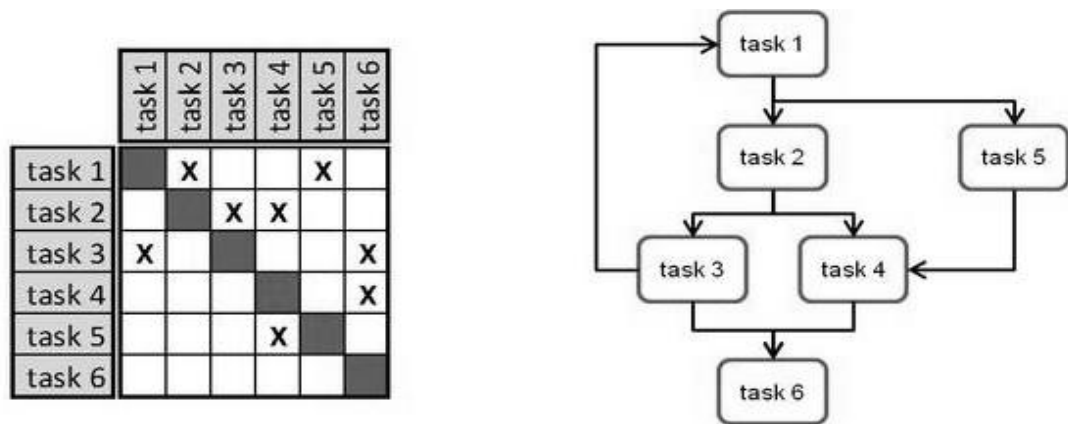 task 1 task 2 task 3 task 4 task 5 task 6
task 1 X X
task 2 X X
task 3 X X
task 4 X
task 5 X
task 6
task 1
task 2 task 5
task 3 task 4
task 6